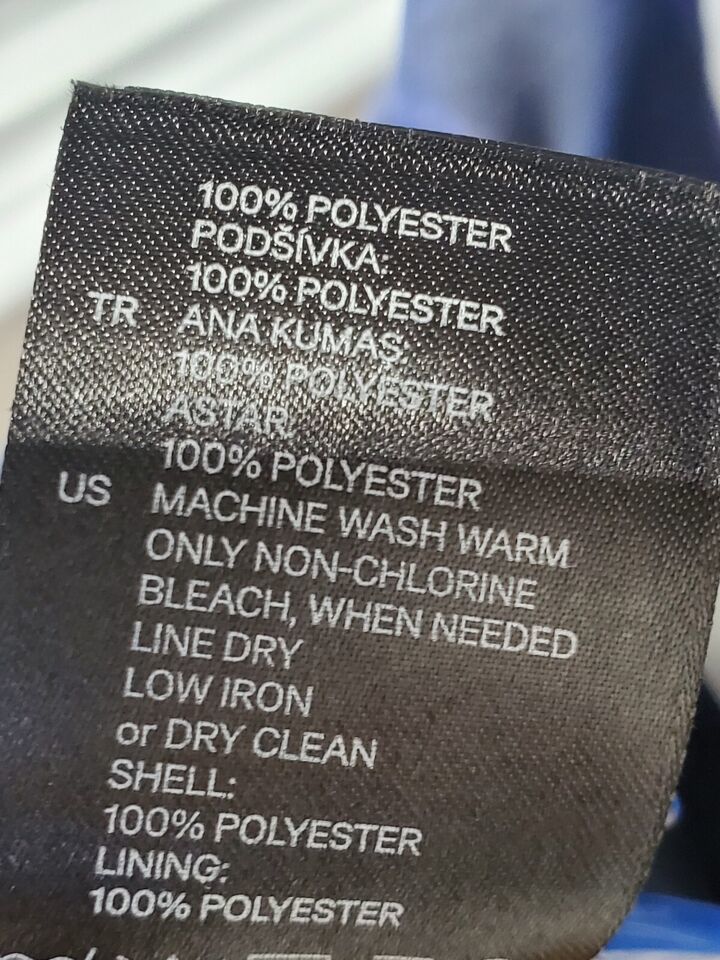 100% POLYESTER
PODŠÍVKA:
100% POLYESTER
TR ANA KUMAŞ:
100% POLYESTER
ASTAR:
100% POLYESTER
US MACHINE WASH WARM
ONLY NON-CHLORINE
BLEACH, WHEN NEEDED
LINE DRY
LOW IRON
or DRY CLEAN
SHELL:
100% POLYESTER
LINING:
100% POLYESTER